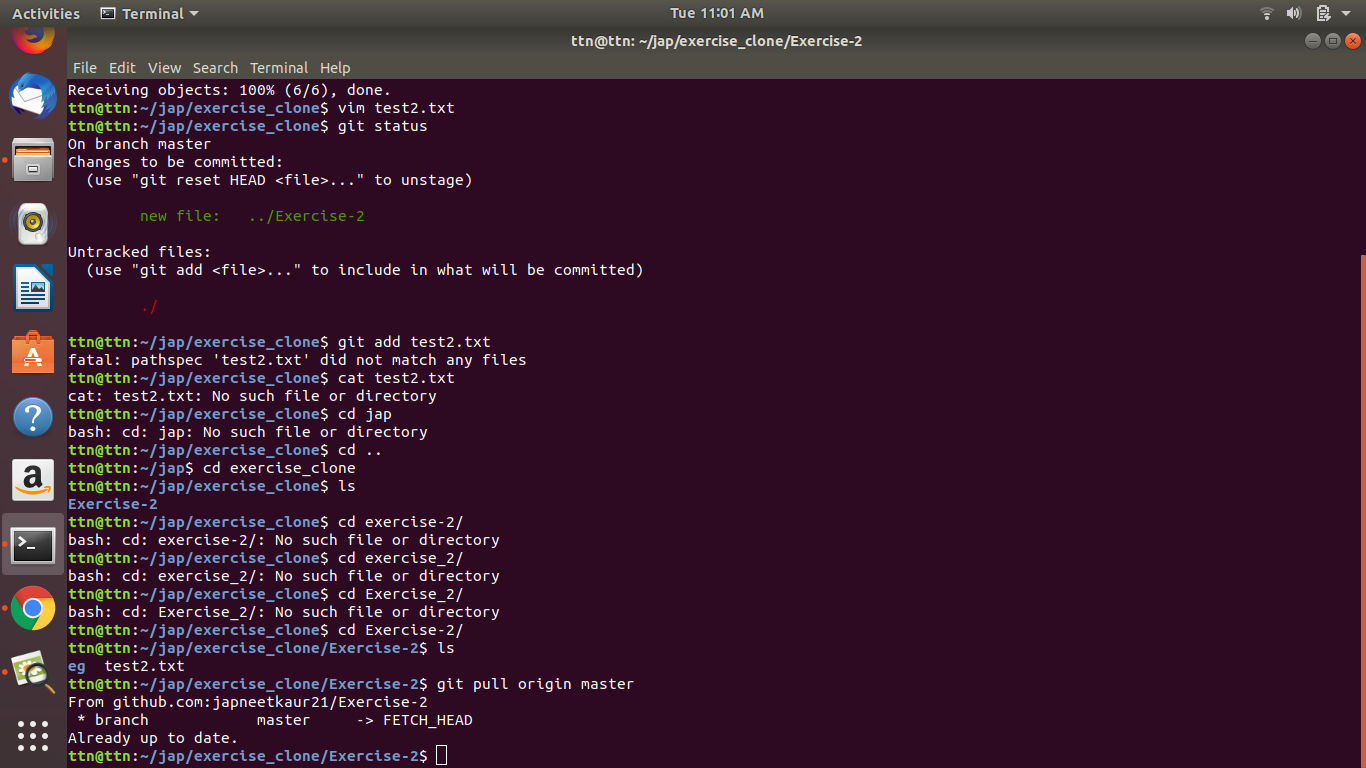 Activities Terminal Tue 11:01 AM
ttn@ttn: ~/jap/exercise_clone/Exercise-2
File Edit View Search Terminal Help
Receiving objects: 100% (6/6), done.
ttn@ttn:~/jap/exercise_clone$ vim test2.txt
ttn@ttn:~/jap/exercise_clone$ git status
On branch master
Changes to be committed:
  (use "git reset HEAD <file>..." to unstage)
        new file:   ../Exercise-2
Untracked files:
  (use "git add <file>..." to include in what will be committed)
        ./
ttn@ttn:~/jap/exercise_clone$ git add test2.txt
fatal: pathspec 'test2.txt' did not match any files
ttn@ttn:~/jap/exercise_clone$ cat test2.txt
cat: test2.txt: No such file or directory
ttn@ttn:~/jap/exercise_clone$ cd jap
bash: cd: jap: No such file or directory
ttn@ttn:~/jap/exercise_clone$ cd ..
ttn@ttn:~/jap$ cd exercise_clone
ttn@ttn:~/jap/exercise_clone$ ls
Exercise-2
ttn@ttn:~/jap/exercise_clone$ cd exercise-2/
bash: cd: exercise-2/: No such file or directory
ttn@ttn:~/jap/exercise_clone$ cd exercise_2/
bash: cd: exercise_2/: No such file or directory
ttn@ttn:~/jap/exercise_clone$ cd Exercise_2/
bash: cd: Exercise_2/: No such file or directory
ttn@ttn:~/jap/exercise_clone$ cd Exercise-2/
ttn@ttn:~/jap/exercise_clone/Exercise-2$ ls
eg  test2.txt
ttn@ttn:~/jap/exercise_clone/Exercise-2$ git pull origin master
From github.com:japneetkaur21/Exercise-2
 * branch            master     -> FETCH_HEAD
Already up to date.
ttn@ttn:~/jap/exercise_clone/Exercise-2$